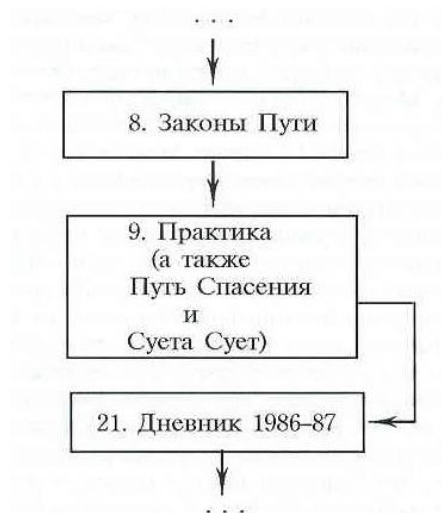 . . .
8. Законы Пути
9. Практика
(а также
Путь Спасения
и
Суета Сует)
21. Дневник 1986–87
. . .